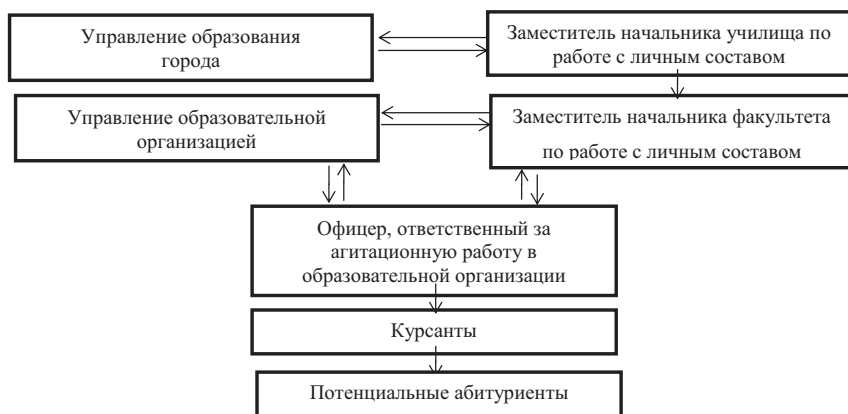 Управление образования
города
Заместитель начальника училища по
работе с личным составом
Управление образовательной
организацией
Заместитель начальника факультета
по работе с личным составом
Офицер, ответственный за
агитационную работу в
образовательной организации
Курсанты
Потенциальные абитуриенты